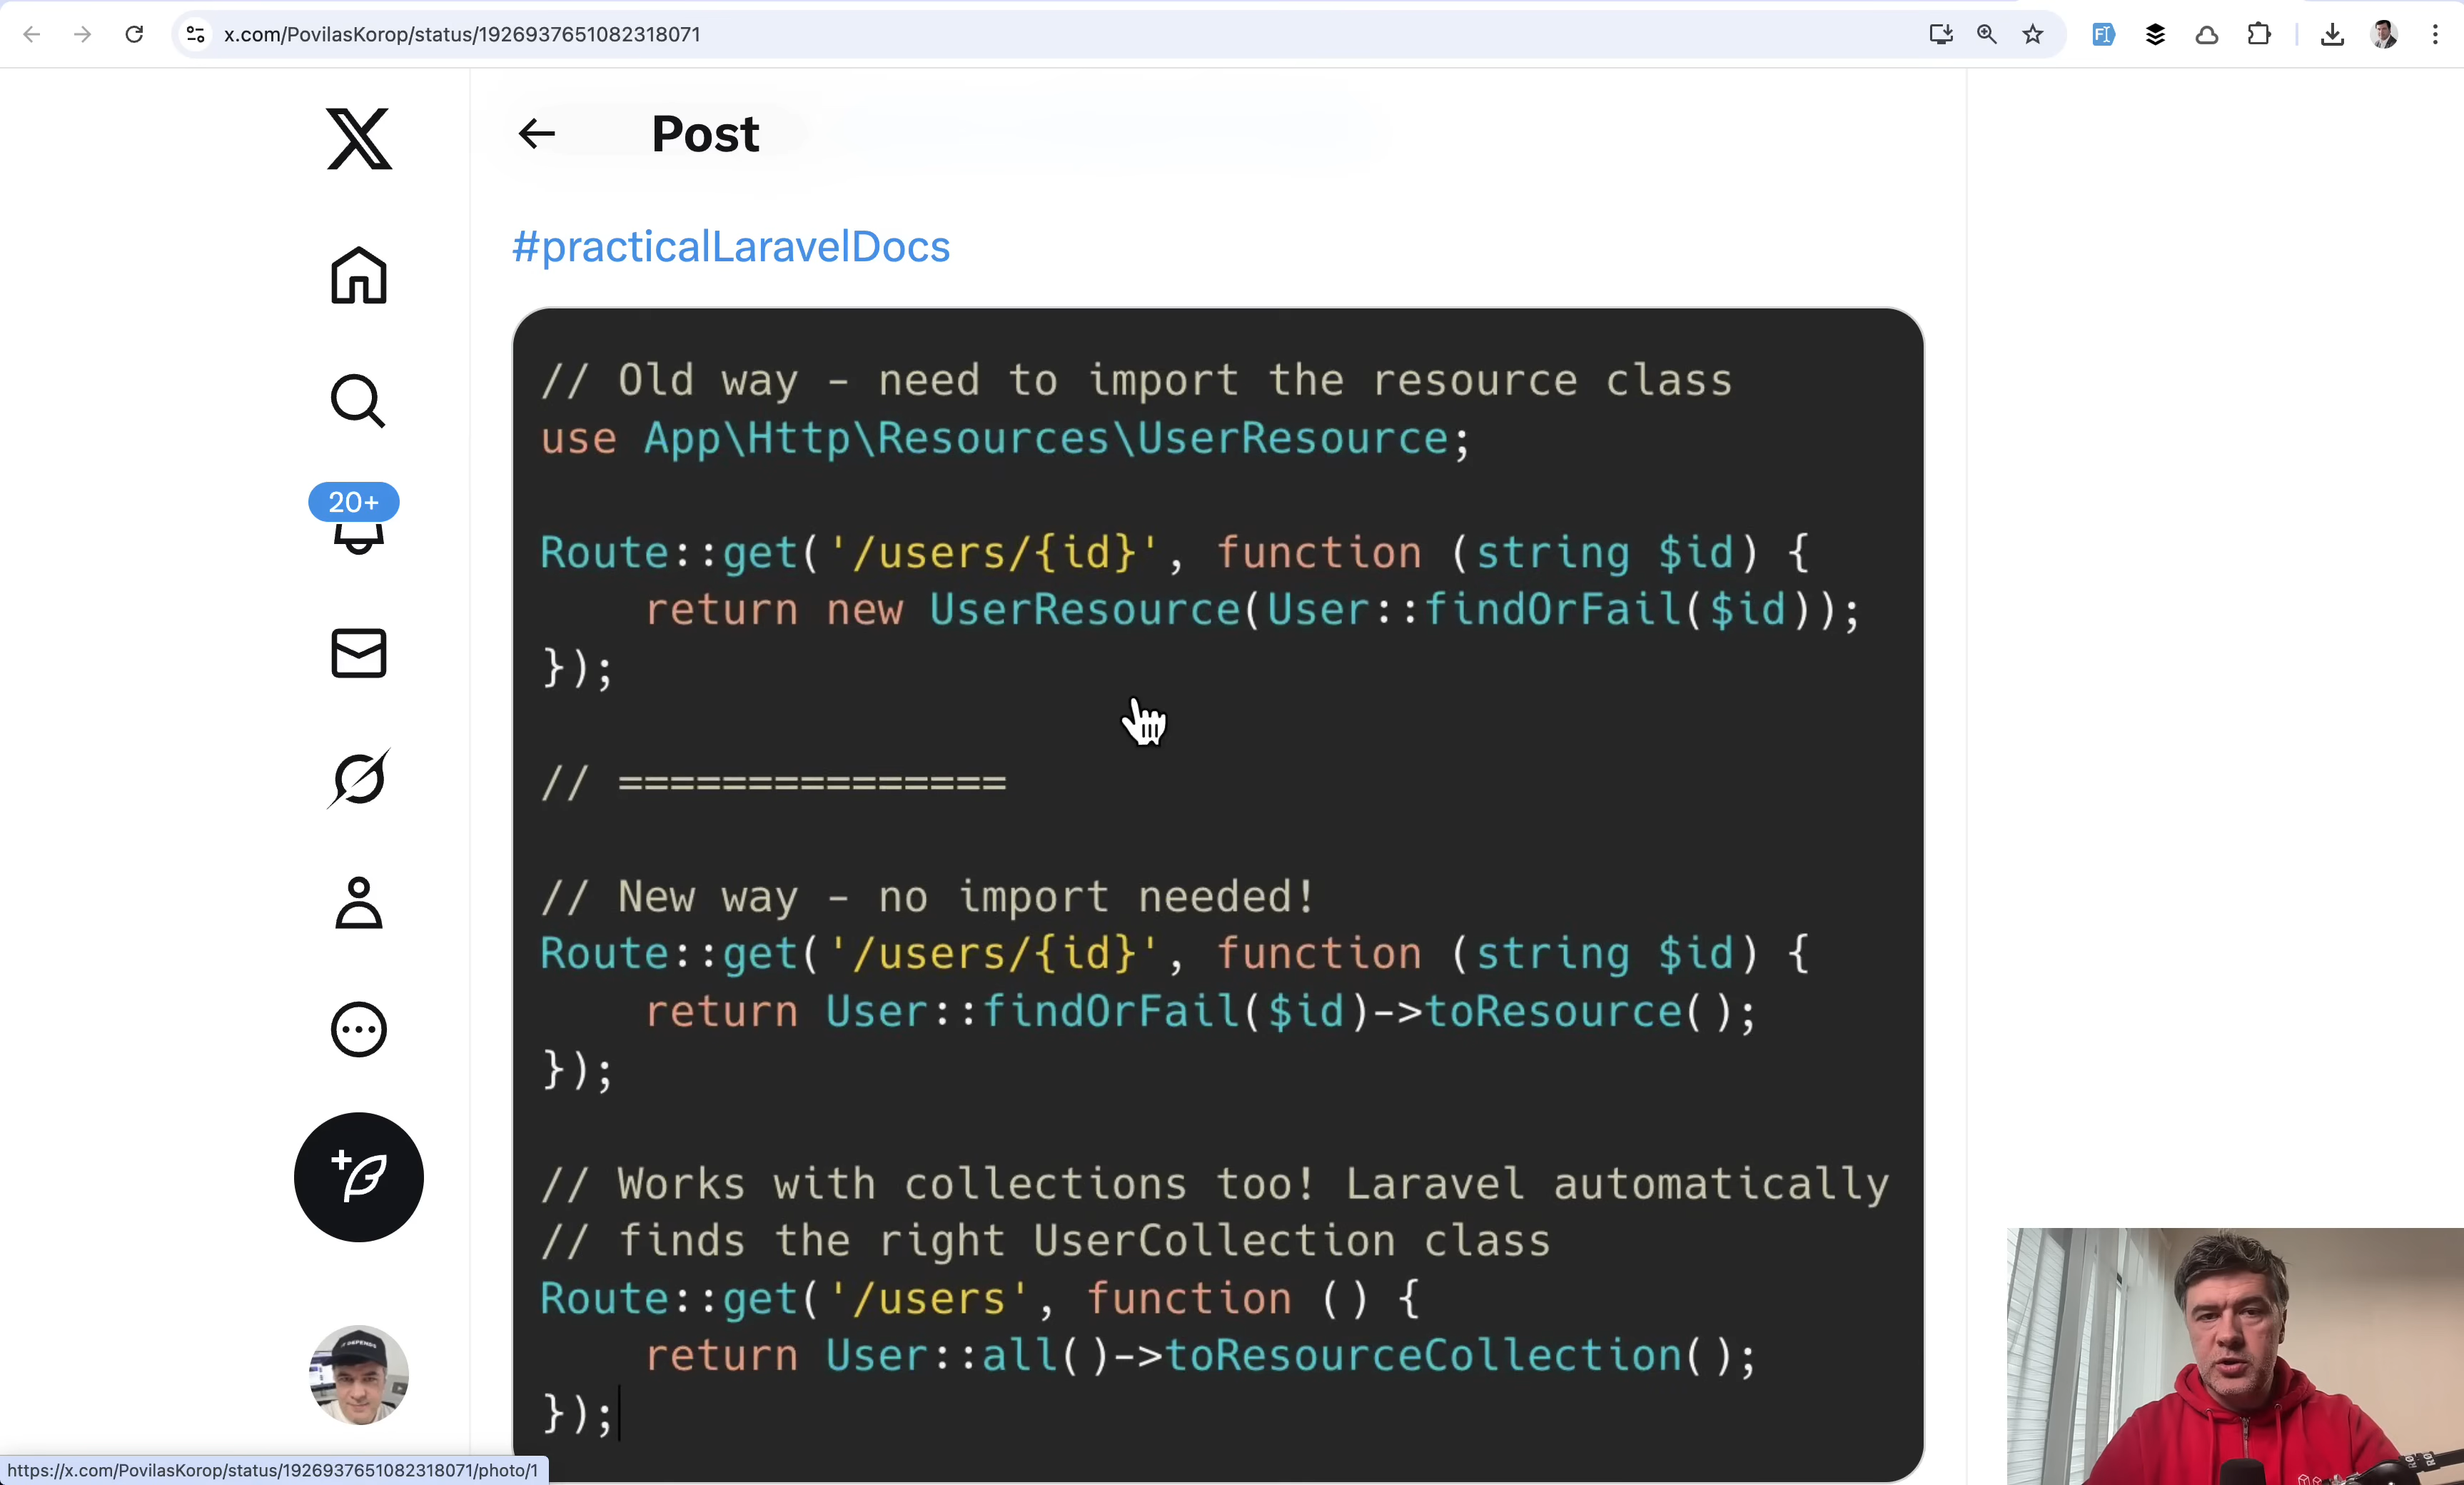 x.com/PovilasKorop/status/1926937651082318071
Post
#practicalLaravelDocs
20+
// Old way - need to import the resource class
use App\Http\Resources\UserResource;
Route::get('/users/{id}', function (string $id) {
    return new UserResource(User::findOrFail($id));
});
// ===============
// New way - no import needed!
Route::get('/users/{id}', function (string $id) {
    return User::findOrFail($id)->toResource();
});
// Works with collections too! Laravel automatically
// finds the right UserCollection class
Route::get('/users', function () {
    return User::all()->toResourceCollection();
});
https://x.com/PovilasKorop/status/1926937651082318071/photo/1